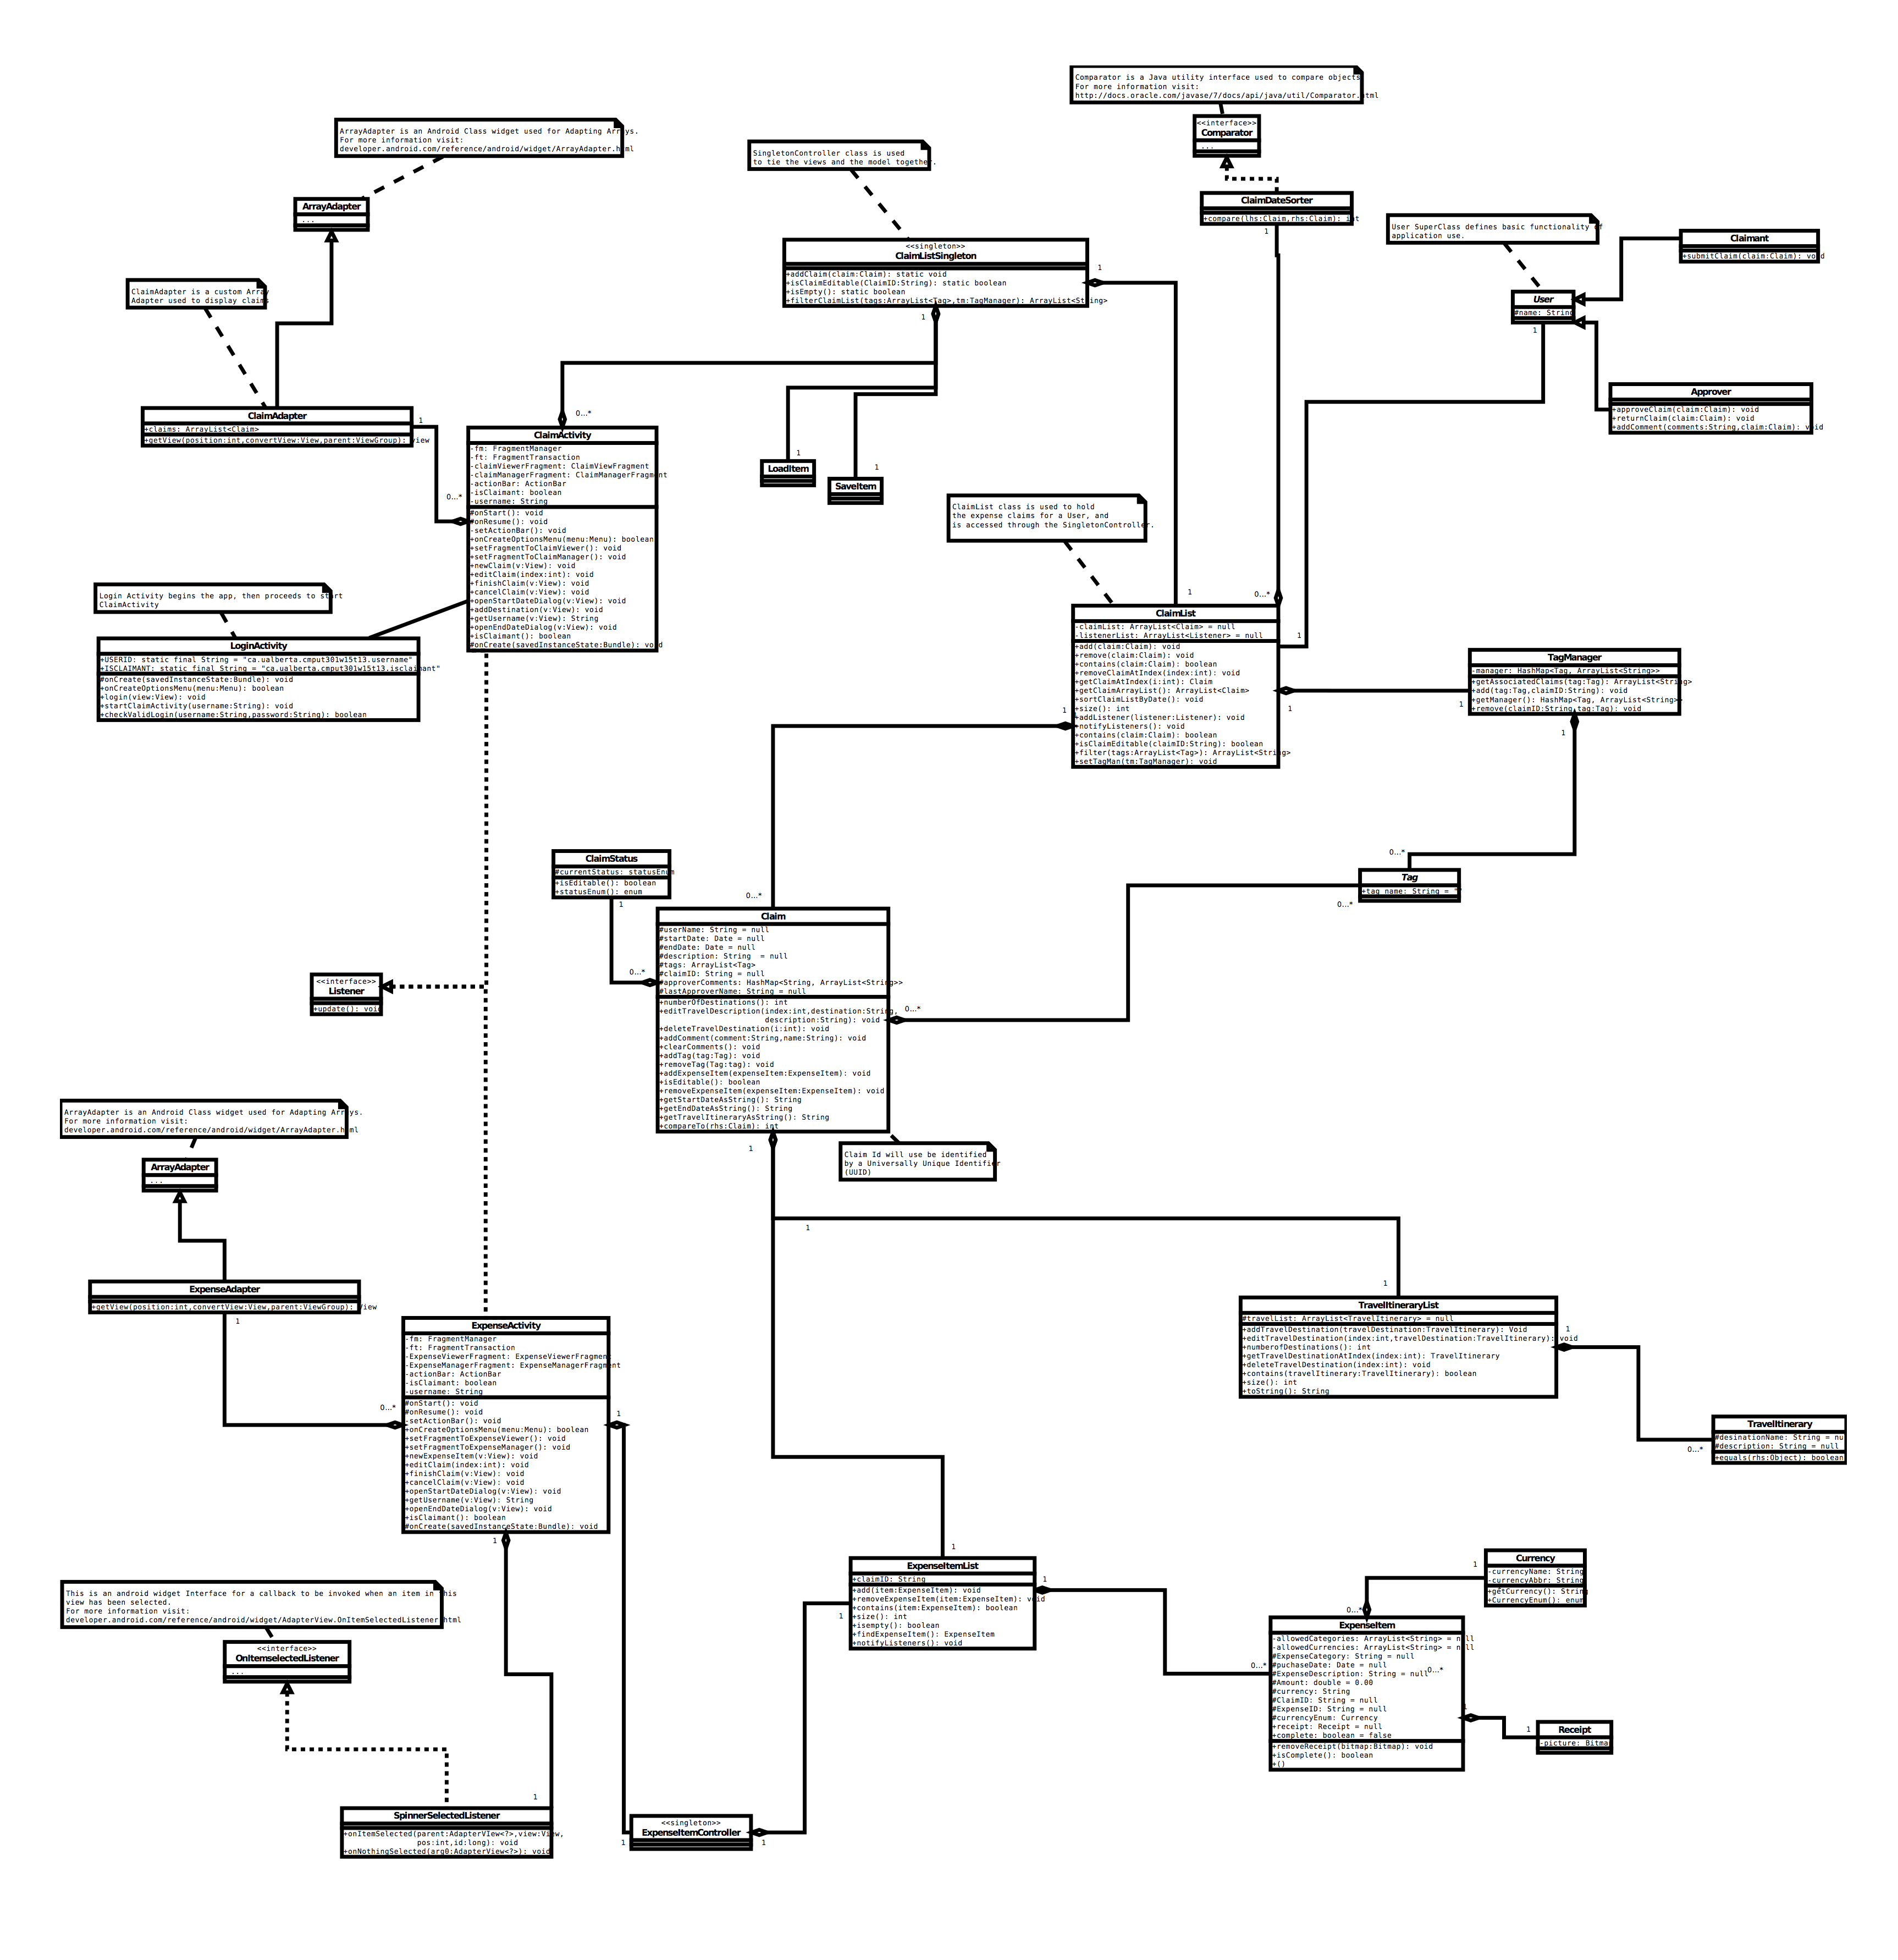 Comparator is a Java utility interface used to compare objects
For more information visit:
http://docs.oracle.com/javase/7/docs/api/java/util/Comparator.html
<<interface>>
Comparator
...
ArrayAdapter is an Android Class widget used for Adapting Arrays.
For more information visit:
developer.android.com/reference/android/widget/ArrayAdapter.html
SingletonController class is used
to tie the views and the model together.
ArrayAdapter
...
ClaimDateSorter
+compare(lhs:Claim,rhs:Claim): int
1
User SuperClass defines basic functionality of
application use.
Claimant
+submitClaim(claim:Claim): void
<<singleton>>
ClaimListSingleton
+addClaim(claim:Claim): static void
+isClaimEditable(ClaimID:String): static boolean
+isEmpty(): static boolean
+filterClaimList(tags:ArrayList<Tag>,tm:TagManager): ArrayList<String>
1
1
ClaimAdapter is a custom Array
Adapter used to display claims
User
#name: String
1
Approver
+approveClaim(claim:Claim): void
+returnClaim(claim:Claim): void
+addComment(comments:String,claim:Claim): void
ClaimAdapter
+claims: ArrayList<Claim>
+getView(position:int,convertView:View,parent:ViewGroup): view
1
0...*
0...*
ClaimActivity
-fm: FragmentManager
-ft: FragmentTransaction
-claimViewerFragment: ClaimViewFragment
-claimManagerFragment: ClaimManagerFragment
-actionBar: ActionBar
-isClaimant: boolean
-username: String
#onStart(): void
#onResume(): void
-setActionBar(): void
+onCreateOptionsMenu(menu:Menu): boolean
+setFragmentToClaimViewer(): void
+setFragmentToClaimManager(): void
+newClaim(v:View): void
+editClaim(index:int): void
+finishClaim(v:View): void
+cancelClaim(v:View): void
+openStartDateDialog(v:View): void
+addDestination(v:View): void
+getUsername(v:View): String
+openEndDateDialog(v:View): void
+isClaimant(): boolean
#onCreate(savedInstanceState:Bundle): void
1
LoadItem
1
SaveItem
ClaimList class is used to hold
the expense claims for a User, and
is accessed through the SingletonController.
Login Activity begins the app, then proceeds to start
ClaimActivity
LoginActivity
+USERID: static final String = "ca.ualberta.cmput301w15t13.username"
+ISCLAIMANT: static final String = "ca.ualberta.cmput301w15t13.isclaimant"
#onCreate(savedInstanceState:Bundle): void
+onCreateOptionsMenu(menu:Menu): boolean
+login(view:View): void
+startClaimActivity(username:String): void
+checkValidLogin(username:String,password:String): boolean
1
0...*
ClaimList
-claimList: ArrayList<Claim> = null
-listenerList: ArrayList<Listener> = null
+add(claim:Claim): void
+remove(claim:Claim): void
+contains(claim:Claim): boolean
+removeClaimAtIndex(index:int): void
+getClaimAtIndex(i:int): Claim
+getClaimArrayList(): ArrayList<Claim>
+sortClaimListByDate(): void
+size(): int
+addListener(listener:Listener): void
+notifyListeners(): void
+contains(claim:Claim): boolean
+isClaimEditable(claimID:String): boolean
+filter(tags:ArrayList<Tag>): ArrayList<String>
+setTagMan(tm:TagManager): void
1
1
1
1
TagManager
-manager: HashMap<Tag, ArrayList<String>>
+getAssociatedClaims(tag:Tag): ArrayList<String>
+add(tag:Tag,claimID:String): void
+getManager(): HashMap<Tag, ArrayList<String>>
+remove(claimID:String,tag:Tag): void
1
0...*
Tag
+tag_name: String = ""
0...*
ClaimStatus
#currentStatus: statusEnum
+isEditable(): boolean
+statusEnum(): enum
1
0...*
0...*
Claim
#userName: String = null
#startDate: Date = null
#endDate: Date = null
#description: String  = null
#tags: ArrayList<Tag>
#claimID: String = null
#approverComments: HashMap<String, ArrayList<String>>
#lastApproverName: String = null
+numberOfDestinations(): int
+editTravelDescription(index:int,destination:String,
description:String): void
+deleteTravelDestination(i:int): void
+addComment(comment:String,name:String): void
+clearComments(): void
+addTag(tag:Tag): void
+removeTag(Tag:tag): void
+addExpenseItem(expenseItem:ExpenseItem): void
+isEditable(): boolean
+removeExpenseItem(expenseItem:ExpenseItem): void
+getStartDateAsString(): String
+getEndDateAsString(): String
+getTravelItineraryAsString(): String
+compareTo(rhs:Claim): int
0...*
1
1
Claim Id will use be identified
by a Universally Unique Identifier
(UUID)
<<interface>>
Listener
+update(): void
ArrayAdapter is an Android Class widget used for Adapting Arrays.
For more information visit:
developer.android.com/reference/android/widget/ArrayAdapter.html
ArrayAdapter
...
ExpenseAdapter
+getView(position:int,convertView:View,parent:ViewGroup): View
1
0...*
ExpenseActivity
-fm: FragmentManager
-ft: FragmentTransaction
-ExpenseViewerFragment: ExpenseViewerFragment
-ExpenseManagerFragment: ExpenseManagerFragment
-actionBar: ActionBar
-isClaimant: boolean
-username: String
#onStart(): void
#onResume(): void
-setActionBar(): void
+onCreateOptionsMenu(menu:Menu): boolean
+setFragmentToExpenseViewer(): void
+setFragmentToExpenseManager(): void
+newExpenseItem(v:View): void
+editClaim(index:int): void
+finishClaim(v:View): void
+cancelClaim(v:View): void
+openStartDateDialog(v:View): void
+getUsername(v:View): String
+openEndDateDialog(v:View): void
+isClaimant(): boolean
#onCreate(savedInstanceState:Bundle): void
1
1
1
TravelItineraryList
#travelList: ArrayList<TravelItinerary> = null
+addTravelDestination(travelDestination:TravelItinerary): Void
+editTravelDestination(index:int,travelDestination:TravelItinerary): void
+numberofDestinations(): int
+getTravelDestinationAtIndex(index:int): TravelItinerary
+deleteTravelDestination(index:int): void
+contains(travelItinerary:TravelItinerary): boolean
+size(): int
+toString(): String
1
0...*
TravelItinerary
#desinationName: String = nu
#description: String = null
+equals(rhs:Object): boolean
This is an android widget Interface for a callback to be invoked when an item in this
view has been selected.
For more information visit:
developer.android.com/reference/android/widget/AdapterView.OnItemSelectedListener.html
<<interface>>
OnItemselectedListener
...
1
SpinnerSelectedListener
+onItemSelected(parent:AdapterVIew<?>,view:View,
pos:int,id:long): void
+onNothingSelected(arg0:AdapterView<?>): void
<<singleton>>
ExpenseItemController
1
1
1
ExpenseItemList
+claimID: String
+add(item:ExpenseItem): void
+removeExpenseItem(item:ExpenseItem): void
+contains(item:ExpenseItem): boolean
+size(): int
+isempty(): boolean
+findExpenseItem(): ExpenseItem
+notifyListeners(): void
1
1
0...*
Currency
-currencyName: String
-currencyAbbr: String
+getCurrency(): String
+CurrencyEnum(): enum
1
0...*
ExpenseItem
-allowedCategories: ArrayList<String> = null
-allowedCurrencies: ArrayList<String> = null
#ExpenseCategory: String = null
#puchaseDate: Date = null
#ExpenseDescription: String = null
0...*
#Amount: double = 0.00
#currency: String
#ClaimID: String = null
#ExpenseID: String = null
#currencyEnum: Currency
+receipt: Receipt = null
+complete: boolean = false
+removeReceipt(bitmap:Bitmap): void
+isComplete(): boolean
+()
1
1
Receipt
-picture: Bitma